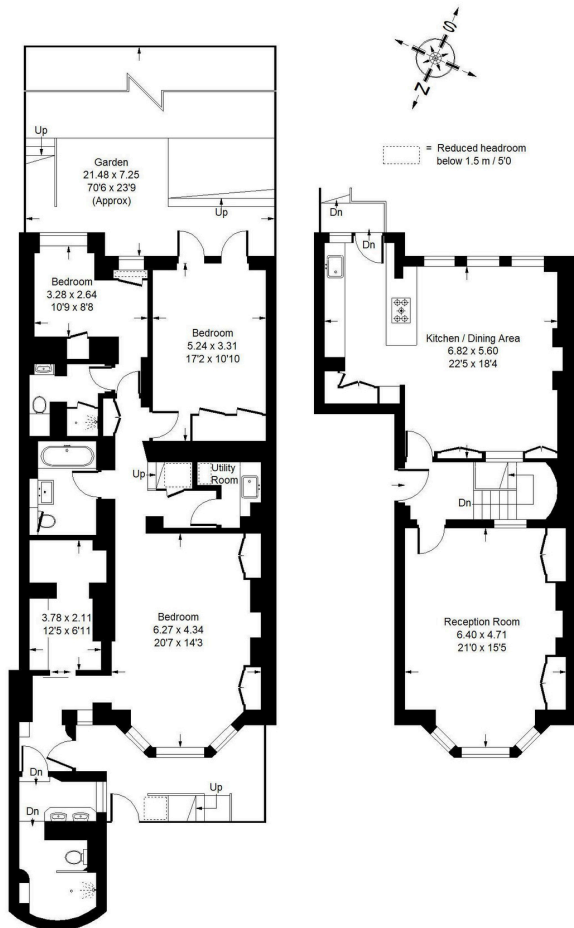 S
N
= Reduced headroom
below 1.5 m / 5'0
Up
Garden
21.48 x 7.25
70'6 x 23'9
(Approx)
Up
Bedroom
3.28 x 2.64
10'9 x 8'8
Bedroom
5.24 x 3.31
17'2 x 10'10
Up
Utility
Room
3.78 x 2.11
12'5 x 6'11
Bedroom
6.27 x 4.34
20'7 x 14'3
Dn
Dn
Up
Dn
Dn
Kitchen / Dining Area
6.82 x 5.60
22'5 x 18'4
Dn
Reception Room
6.40 x 4.71
21'0 x 15'5